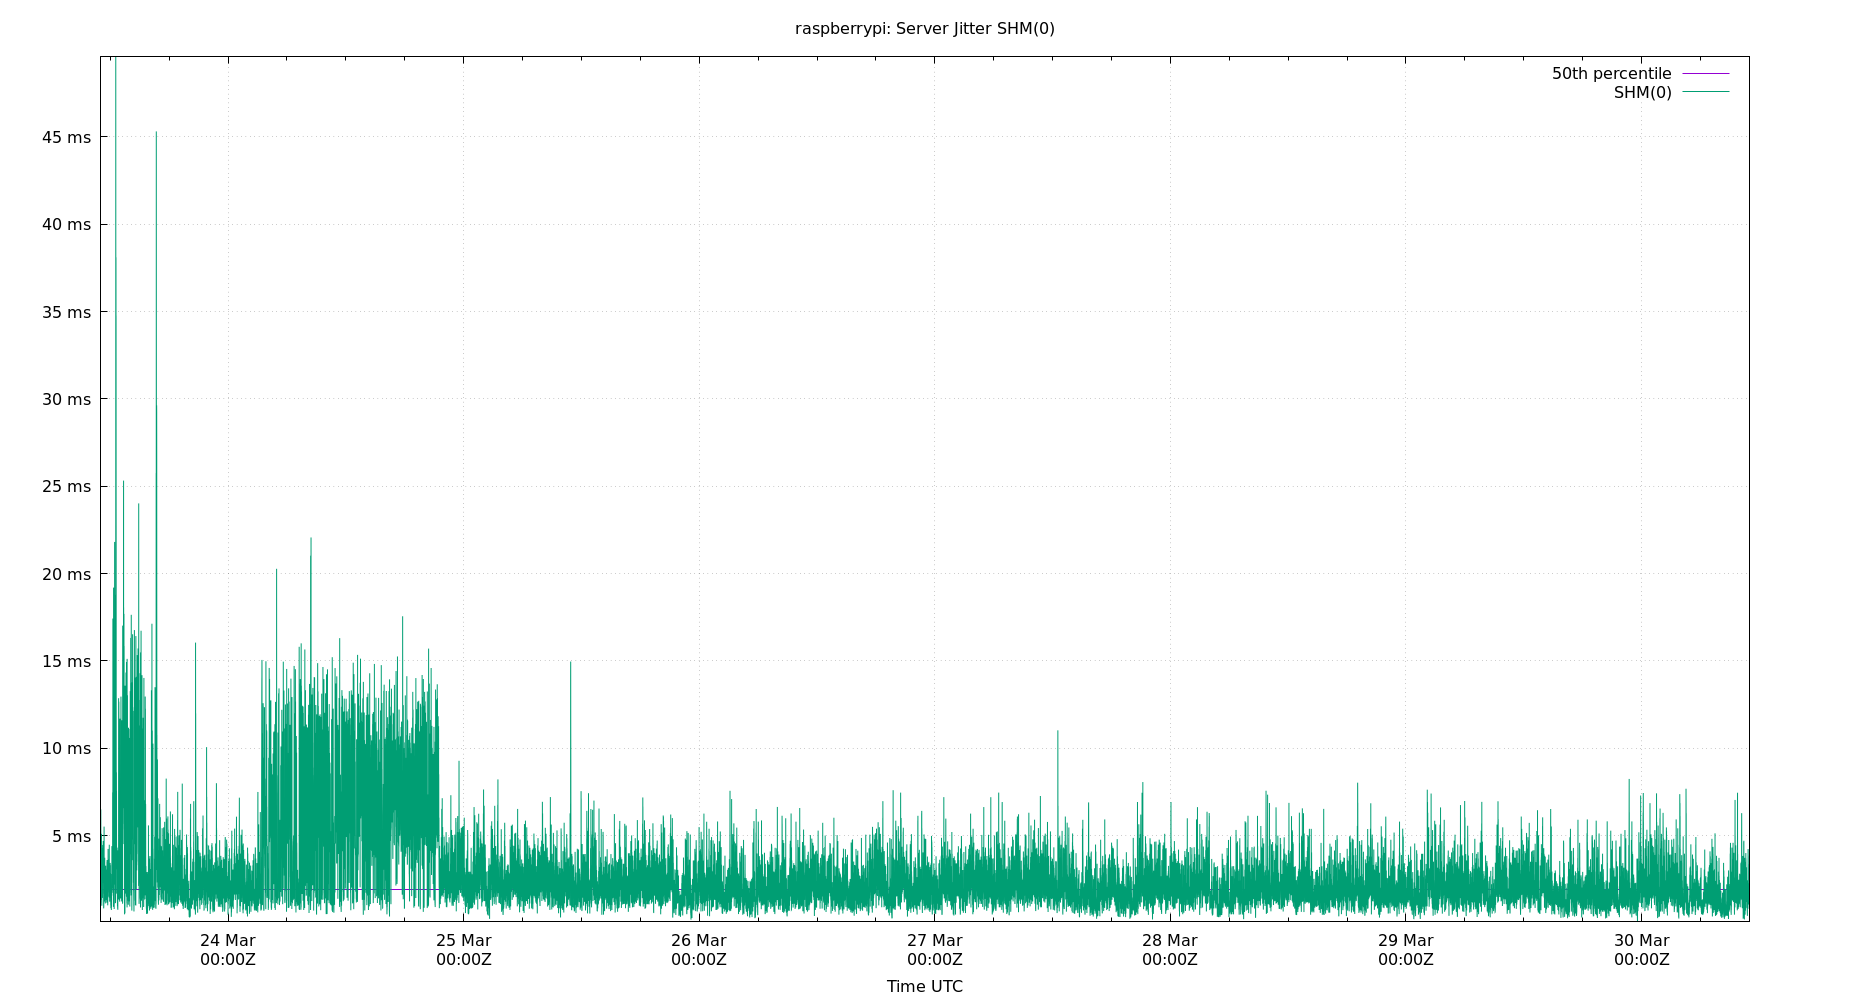 raspberrypi: Server Jitter SHM(0)
50th percentile
SHM(0)
45 ms
40 ms
35 ms
30 ms
25 ms
20 ms
15 ms
10 ms
5 ms
24 Mar 25 Mar 26 Mar 27 Mar 28 Mar 29 Mar 30 Mar
00:00Z 00:00Z 00:00Z 00:00Z 00:00Z 00:00Z 00:00Z
Time UTC